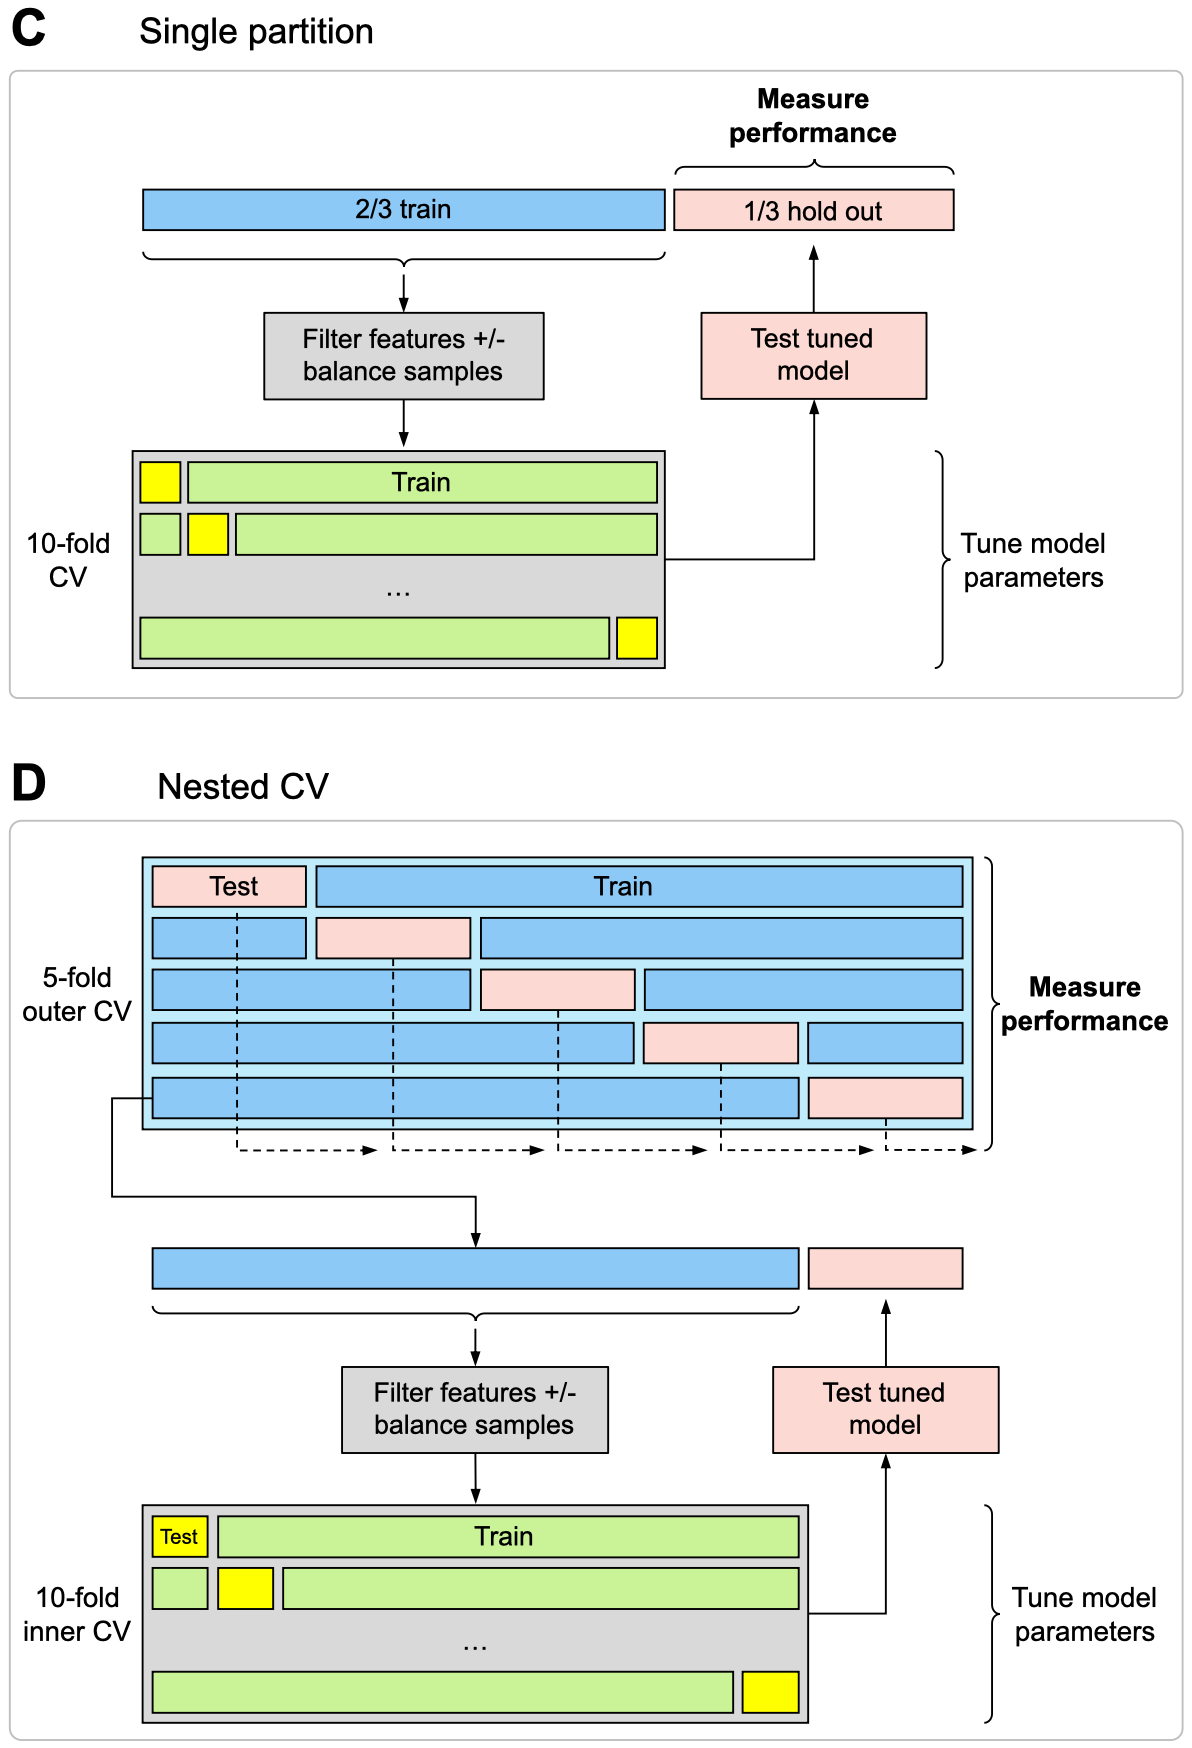 C
Single partition
Measure
performance
2/3 train
1/3 hold out
Filter features +/-
balance samples
Test tuned
model
Train
10-fold
CV
...
Tune model
parameters
D
Nested CV
Test
Train
5-fold
outer CV
Measure
performance
Filter features +/-
balance samples
Test tuned
model
Test
Train
10-fold
inner CV
...
Tune model
parameters